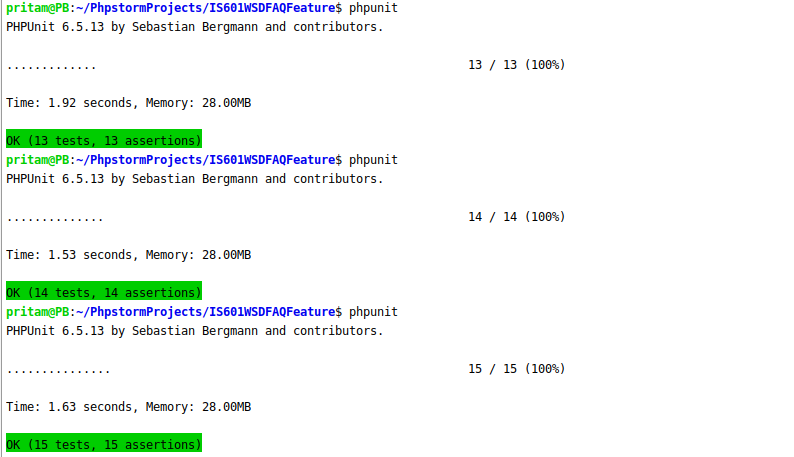 pritam@PB:~/PhpstormProjects/IS601WSDFAQFeature$ phpunit
PHPUnit 6.5.13 by Sebastian Bergmann and contributors.
............. 13 / 13 (100%)
Time: 1.92 seconds, Memory: 28.00MB
OK (13 tests, 13 assertions)
pritam@PB:~/PhpstormProjects/IS601WSDFAQFeature$ phpunit
PHPUnit 6.5.13 by Sebastian Bergmann and contributors.
.............. 14 / 14 (100%)
Time: 1.53 seconds, Memory: 28.00MB
OK (14 tests, 14 assertions)
pritam@PB:~/PhpstormProjects/IS601WSDFAQFeature$ phpunit
PHPUnit 6.5.13 by Sebastian Bergmann and contributors.
............... 15 / 15 (100%)
Time: 1.63 seconds, Memory: 28.00MB
OK (15 tests, 15 assertions)